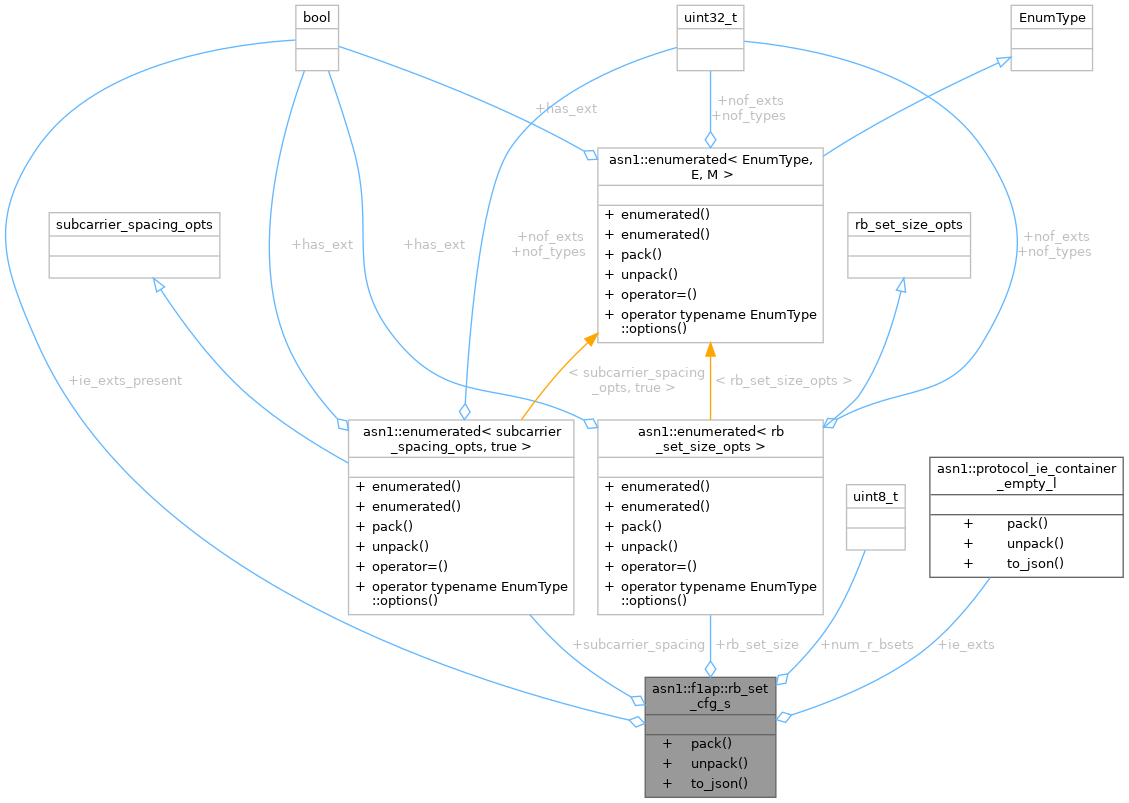 bool
uint32_t
EnumType
+has_ext
+nof_exts
+nof_types
asn1::enumerated< EnumType,
E, M >
+ enumerated()
+ enumerated()
+ pack()
+ unpack()
+ operator=()
+ operator typename EnumType
::options()
subcarrier_spacing_opts
rb_set_size_opts
+has_ext
+has_ext
+nof_exts
+nof_types
+nof_exts
+nof_types
+ie_exts_present
< subcarrier_spacing
_opts, true >
< rb_set_size_opts >
asn1::enumerated< subcarrier
_spacing_opts, true >
+ enumerated()
+ enumerated()
+ pack()
+ unpack()
+ operator=()
+ operator typename EnumType
::options()
asn1::enumerated< rb
_set_size_opts >
+ enumerated()
+ enumerated()
+ pack()
+ unpack()
+ operator=()
+ operator typename EnumType
::options()
uint8_t
asn1::protocol_ie_container
_empty_l
+ pack()
+ unpack()
+ to_json()
+subcarrier_spacing
+rb_set_size
+num_r_bsets
+ie_exts
asn1::f1ap::rb_set
_cfg_s
+ pack()
+ unpack()
+ to_json()